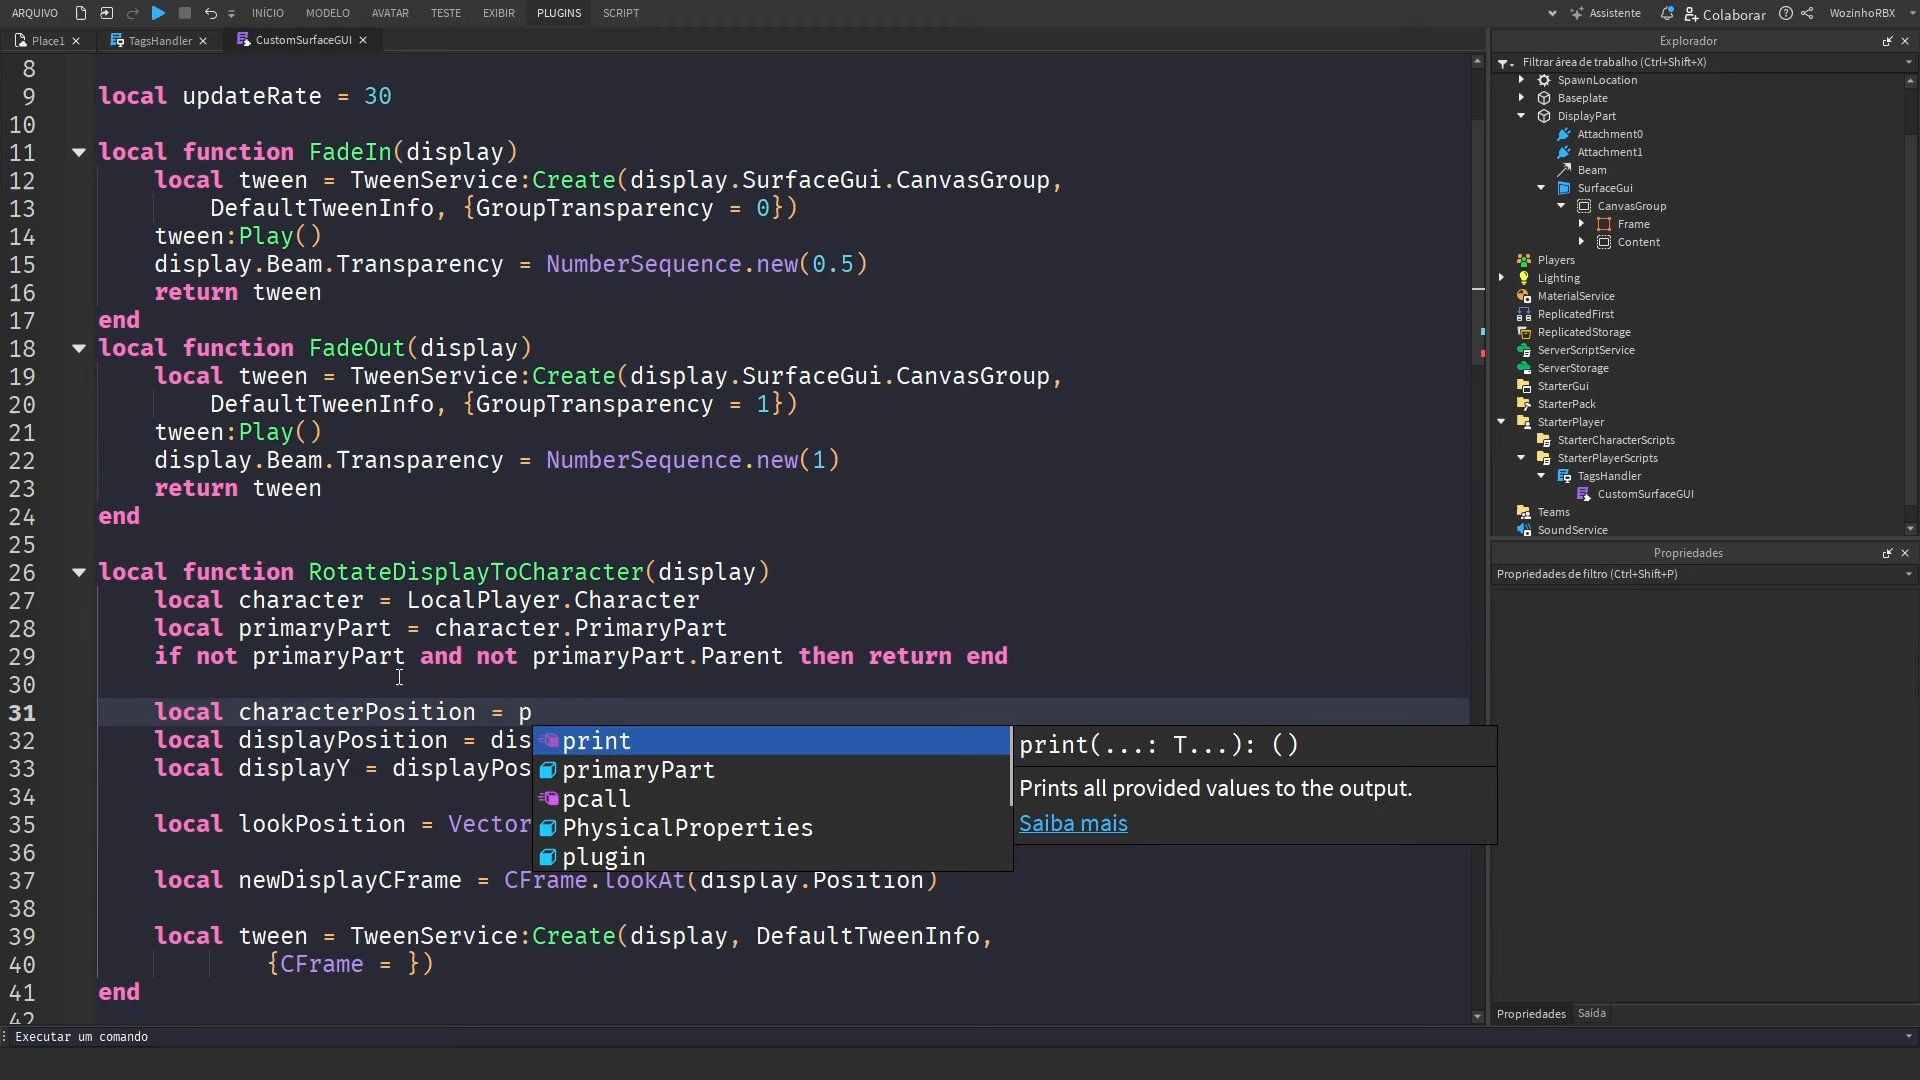 ARQUIVO INÍCIO MODELO AVATAR TESTE EXIBIR PLUGINS SCRIPT Assistente Colaborar WozinhoRBX
Place1 TagsHandler CustomSurfaceGUI
8
9 local updateRate = 30
10
11 local function FadeIn(display)
12 local tween = TweenService:Create(display.SurfaceGui.CanvasGroup,
13 DefaultTweenInfo, {GroupTransparency = 0})
14 tween:Play()
15 display.Beam.Transparency = NumberSequence.new(0.5)
16 return tween
17 end
18 local function FadeOut(display)
19 local tween = TweenService:Create(display.SurfaceGui.CanvasGroup,
20 DefaultTweenInfo, {GroupTransparency = 1})
21 tween:Play()
22 display.Beam.Transparency = NumberSequence.new(1)
23 return tween
24 end
25
26 local function RotateDisplayToCharacter(display)
27 local character = LocalPlayer.Character
28 local primaryPart = character.PrimaryPart
29 if not primaryPart and not primaryPart.Parent then return end
30
31 local characterPosition = p
32 local displayPosition = dis
33 local displayY = displayPos
34
35 local lookPosition = Vector
36
37 local newDisplayCFrame = CFrame.lookAt(display.Position)
38
39 local tween = TweenService:Create(display, DefaultTweenInfo,
40 {CFrame = })
41 end
42
print
primaryPart
pcall
PhysicalProperties
plugin
print(...: T...): ()
Prints all provided values to the output.
Saiba mais
Explorador
Filtrar área de trabalho (Ctrl+Shift+X)
SpawnLocation
Baseplate
DisplayPart
Attachment0
Attachment1
Beam
SurfaceGui
CanvasGroup
Frame
Content
Players
Lighting
MaterialService
ReplicatedFirst
ReplicatedStorage
ServerScriptService
ServerStorage
StarterGui
StarterPack
StarterPlayer
StarterCharacterScripts
StarterPlayerScripts
TagsHandler
CustomSurfaceGUI
Teams
SoundService
Propriedades
Propriedades de filtro (Ctrl+Shift+P)
Propriedades Saída
Executar um comando